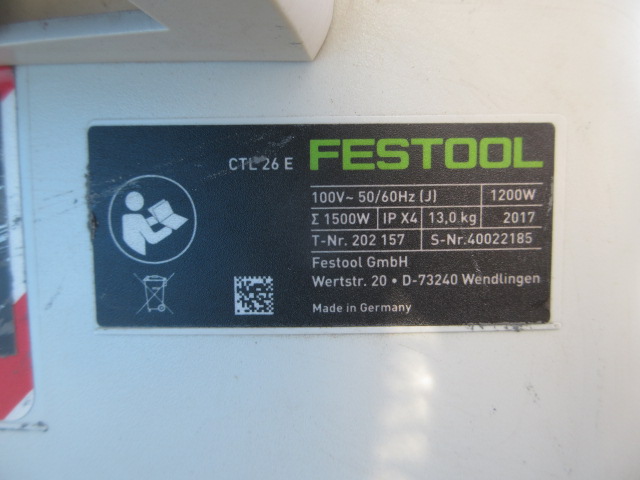 CTL 26 E FESTOOL
100V~ 50/60Hz (J) 1200W
Σ 1500W IP X4 13,0 kg 2017
T-Nr. 202 157 S-Nr.40022185
Festool GmbH
Wertstr. 20 • D-73240 Wendlingen
Made in Germany